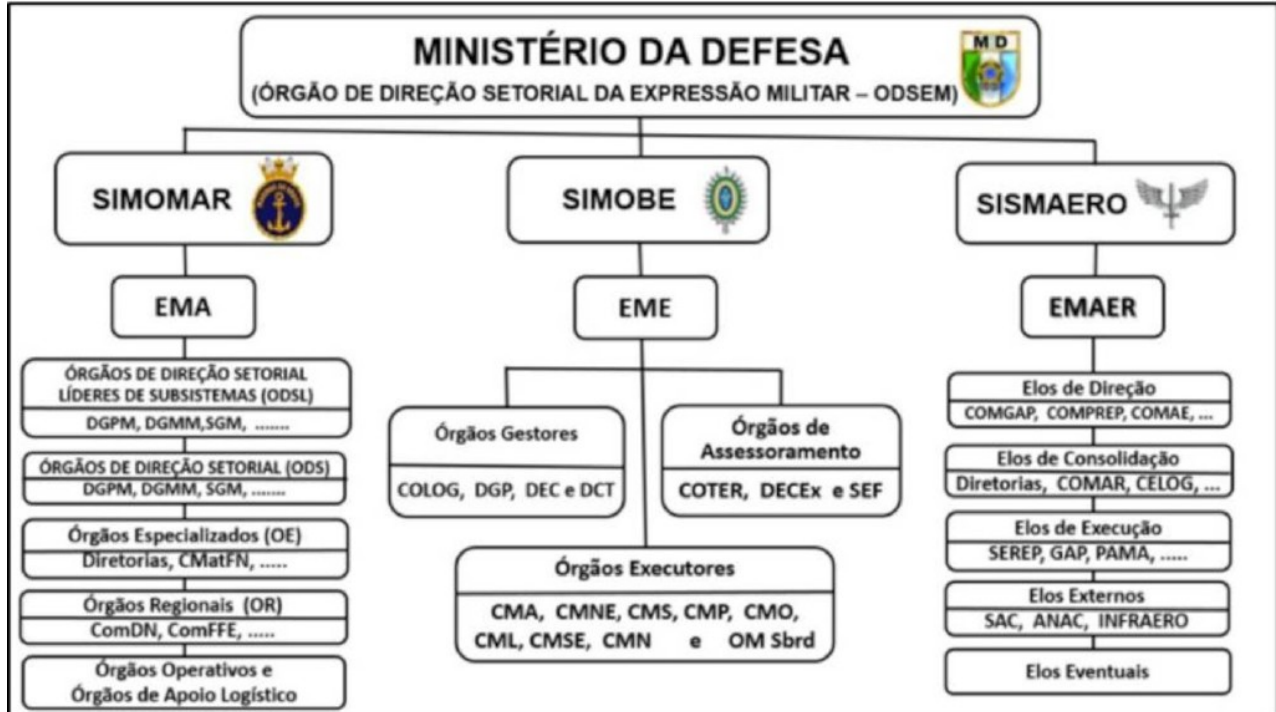 MINISTÉRIO DA DEFESA
M D
(ÓRGÃO DE DIREÇÃO SETORIAL DA EXPRESSÃO MILITAR – ODSEM)
SIMOMAR
SIMOBE
SISMAERO
EMA
EME
EMAER
ÓRGÃOS DE DIREÇÃO SETORIAL
LÍDERES DE SUBSISTEMAS (ODSL)
DGPM, DGMM,SGM, .......
ÓRGÃOS DE DIREÇÃO SETORIAL (ODS)
DGPM, DGMM, SGM, .......
Órgãos Especializados (OE)
Diretorias, CMatFN, .....
Órgãos Regionais (OR)
ComDN, ComFFE, .....
Órgãos Operativos e
Órgãos de Apoio Logístico
Órgãos Gestores
COLOG, DGP, DEC e DCT
Órgãos de
Assessoramento
COTER, DECEx e SEF
Órgãos Executores
CMA, CMNE, CMS, CMP, CMO,
CML, CMSE, CMN e OM Sbrd
Elos de Direção
COMGAP, COMPREP, COMAE, ...
Elos de Consolidação
Diretorias, COMAR, CELOG, ...
Elos de Execução
SEREP, GAP, PAMA, .....
Elos Externos
SAC, ANAC, INFRAERO
Elos Eventuais